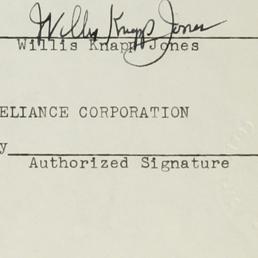 Willis Knapp Jones
Willis Knapp Jones
ELIANCE CORPORATION
y
Authorized Signature